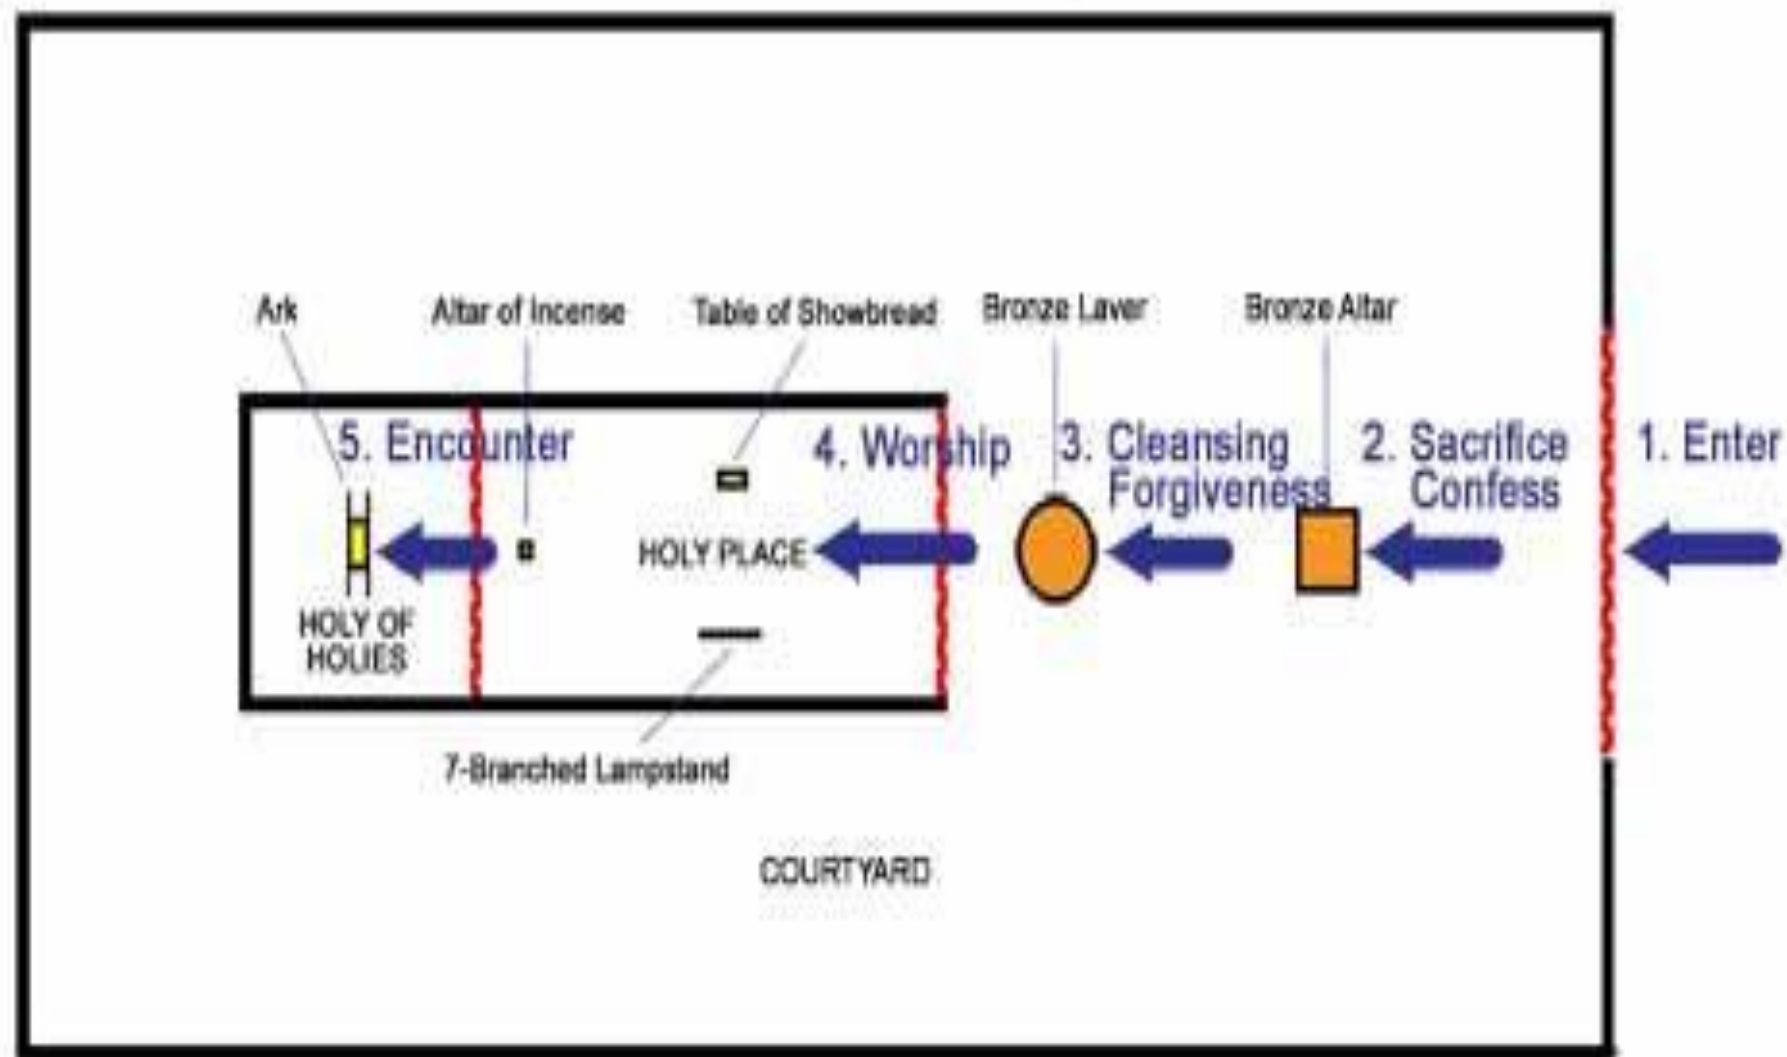 Ark
Altar of Incense
Table of Showbread
Bronze Laver
Bronze Altar
5. Encounter
4. Worship
3. Cleansing
Forgiveness
2. Sacrifice
Confess
1. Enter
HOLY PLACE
HOLY OF
HOLIES
7-Branched Lampstand
COURTYARD